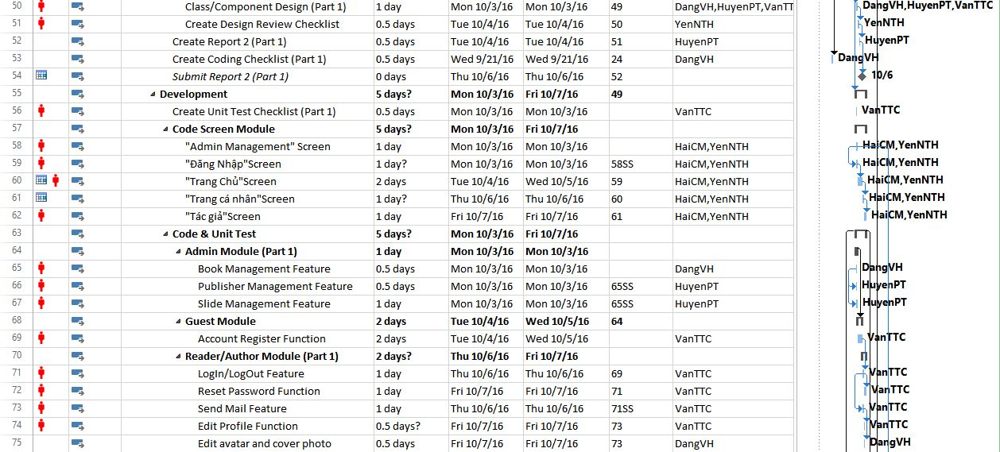 50 Class/Component Design (Part 1) 1 day Mon 10/3/16 Mon 10/3/16 49 DangVH,HuyenPT,VanTT DangVH,HuyenPT,VanTTC
51 Create Design Review Checklist 0.5 days Tue 10/4/16 Tue 10/4/16 50 YenNTH YenNTH
52 Create Report 2 (Part 1) 0.5 days Tue 10/4/16 Tue 10/4/16 51 HuyenPT HuyenPT
53 Create Coding Checklist (Part 1) 0.5 days Wed 9/21/16 Wed 9/21/16 24 DangVH DangVH
54 Submit Report 2 (Part 1) 0 days Thu 10/6/16 Thu 10/6/16 52 10/6
55 Development 5 days? Mon 10/3/16 Fri 10/7/16 49
56 Create Unit Test Checklist (Part 1) 0.5 days Mon 10/3/16 Mon 10/3/16 VanTTC VanTTC
57 Code Screen Module 5 days? Mon 10/3/16 Fri 10/7/16
58 "Admin Management" Screen 1 day Mon 10/3/16 Mon 10/3/16 HaiCM,YenNTH HaiCM,YenNTH
59 "Đăng Nhập"Screen 1 day? Mon 10/3/16 Mon 10/3/16 58SS HaiCM,YenNTH HaiCM,YenNTH
60 "Trang Chủ"Screen 2 days Tue 10/4/16 Wed 10/5/16 59 HaiCM,YenNTH HaiCM,YenNTH
61 "Trang cá nhân"Screen 1 day? Thu 10/6/16 Thu 10/6/16 60 HaiCM,YenNTH HaiCM,YenNTH
62 "Tác giả"Screen 1 day Fri 10/7/16 Fri 10/7/16 61 HaiCM,YenNTH HaiCM,YenNTH
63 Code & Unit Test 5 days? Mon 10/3/16 Fri 10/7/16
64 Admin Module (Part 1) 1 day Mon 10/3/16 Mon 10/3/16
65 Book Management Feature 0.5 days Mon 10/3/16 Mon 10/3/16 DangVH DangVH
66 Publisher Management Feature 0.5 days Mon 10/3/16 Mon 10/3/16 65SS HuyenPT HuyenPT
67 Slide Management Feature 1 day Mon 10/3/16 Mon 10/3/16 65SS HuyenPT HuyenPT
68 Guest Module 2 days Tue 10/4/16 Wed 10/5/16 64
69 Account Register Function 2 days Tue 10/4/16 Wed 10/5/16 VanTTC VanTTC
70 Reader/Author Module (Part 1) 2 days? Thu 10/6/16 Fri 10/7/16
71 LogIn/LogOut Feature 1 day Thu 10/6/16 Thu 10/6/16 69 VanTTC VanTTC
72 Reset Password Function 1 day Fri 10/7/16 Fri 10/7/16 71 VanTTC VanTTC
73 Send Mail Feature 1 day Thu 10/6/16 Thu 10/6/16 71SS VanTTC VanTTC
74 Edit Profile Function 0.5 days? Fri 10/7/16 Fri 10/7/16 73 VanTTC VanTTC
75 Edit avatar and cover photo 0.5 days Fri 10/7/16 Fri 10/7/16 73 DangVH DangVH